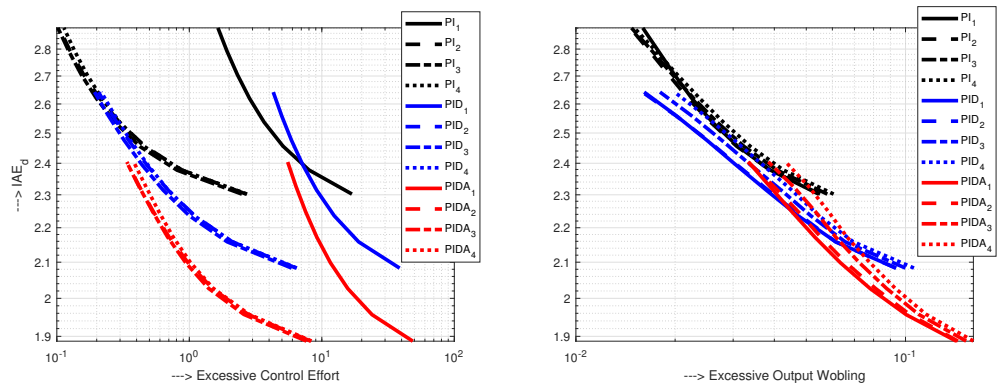 2.8
2.7
2.6
2.5
2.4
2.3
2.2
2.1
2
1.9
10^-1
10^0
10^1
10^2
---> IAE_d
---> Excessive Control Effort
PI_1
PI_2
PI_3
PI_4
PID_1
PID_2
PID_3
PID_4
PIDA_1
PIDA_2
PIDA_3
PIDA_4
2.8
2.7
2.6
2.5
2.4
2.3
2.2
2.1
2
1.9
10^-2
10^-1
---> Excessive Output Wobling
PI_1
PI_2
PI_3
PI_4
PID_1
PID_2
PID_3
PID_4
PIDA_1
PIDA_2
PIDA_3
PIDA_4